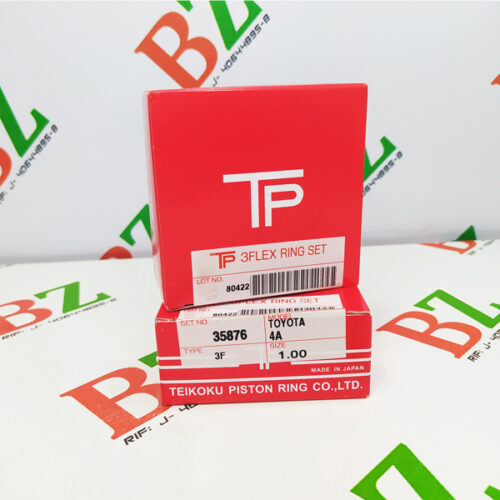 BZ
RIF: J- 40644895-8
TP
TP 3FLEX RING SET
LOT NO. 80422
3FLEX RING SET
80422
SET NO. 35876 MODEL TOYOTA
4A
TYPE 3F SIZE 1.00
MADE IN JAPAN
TEIKOKU PISTON RING CO.,LTD.
BZ
RIF: J- 40644895-8
BZ
RIF: J- 40644895-8